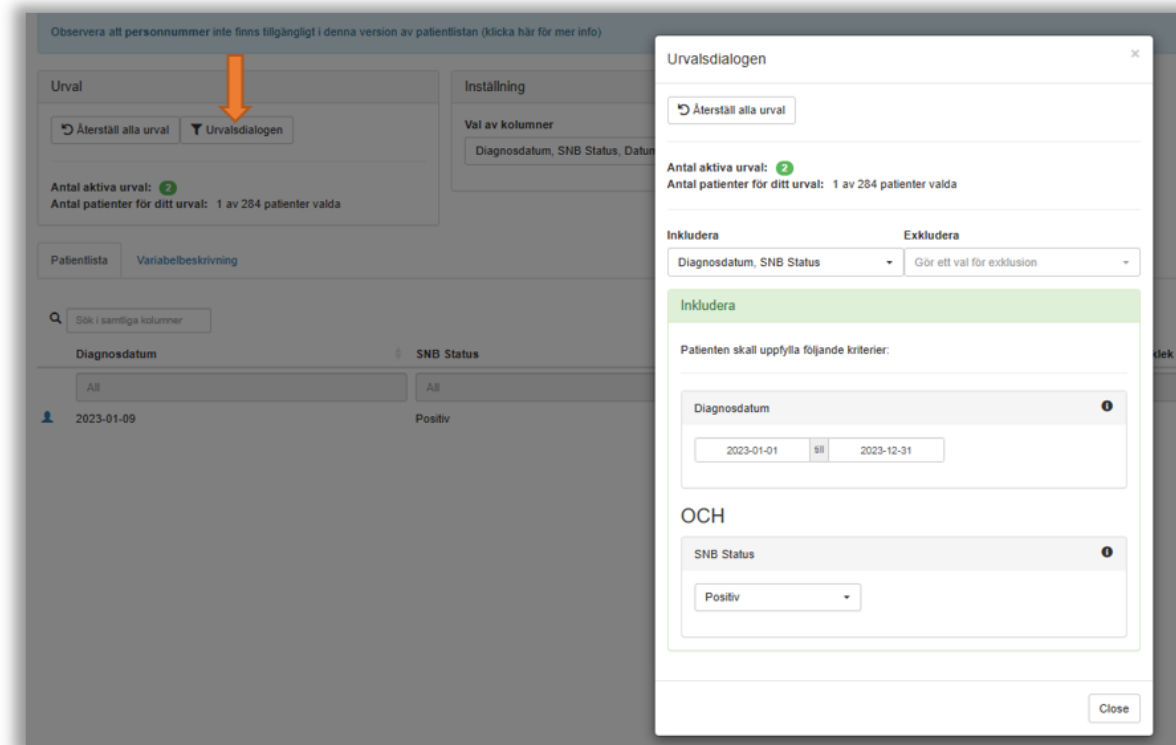 Observera att personnummer inte finns tillgängligt i denna version av patientlistan (klicka här för mer info)
Urval
Återställ alla urval
Urvalsdialogen
Antal aktiva urval: 2
Antal patienter för ditt urval: 1 av 284 patienter valda
Inställning
Val av kolumner
Diagnosdatum, SNB Status, Datum
Patientlista
Variabelbeskrivning
Sök i samtliga kolumner
Diagnosdatum
SNB Status
All
All
2023-01-09
Positiv
Urvalsdialogen
×
Återställ alla urval
Antal aktiva urval: 2
Antal patienter för ditt urval: 1 av 284 patienter valda
Inkludera
Exkludera
Diagnosdatum, SNB Status
Gör ett val för exklusion
Inkludera
Patienten skall uppfylla följande kriterier:
Diagnosdatum
2023-01-01 till 2023-12-31
OCH
SNB Status
Positiv
Close